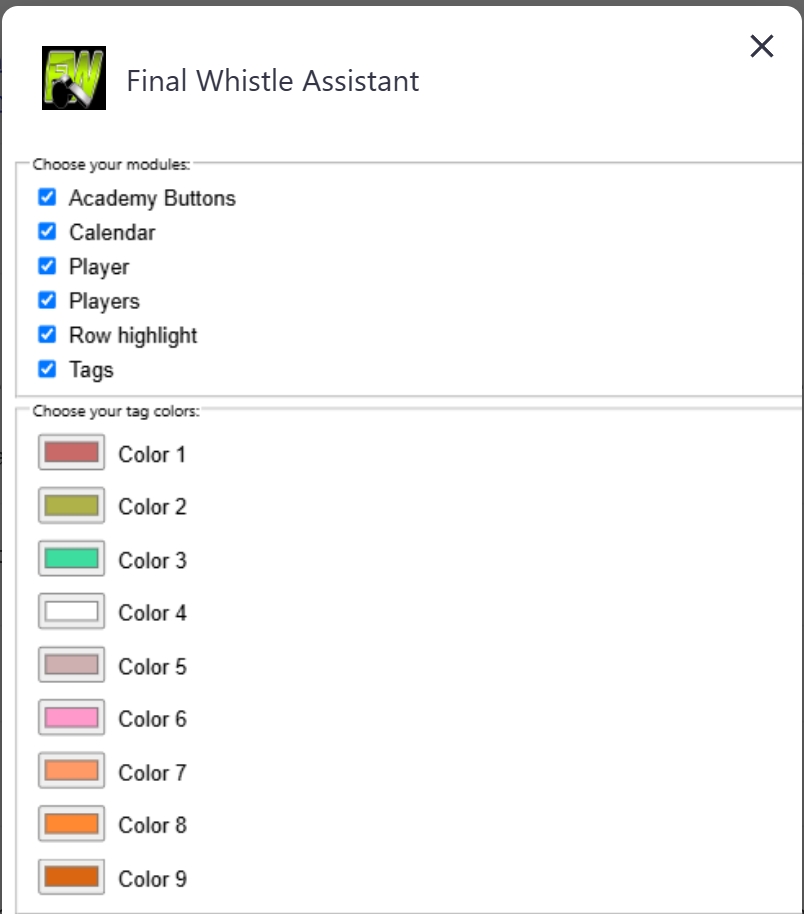 FW
Final Whistle Assistant
Choose your modules:
Academy Buttons
Calendar
Player
Players
Row highlight
Tags
Choose your tag colors:
Color 1
Color 2
Color 3
Color 4
Color 5
Color 6
Color 7
Color 8
Color 9